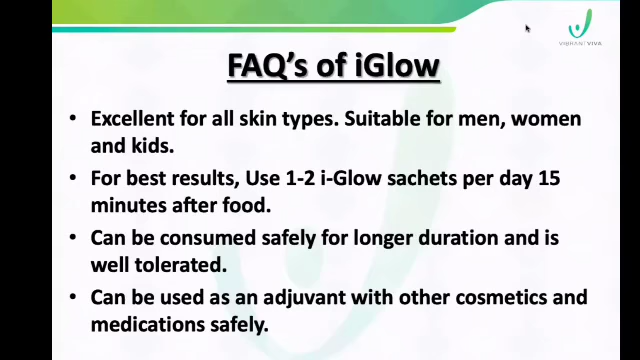 VIBRANT VIVA
FAQ's of iGlow
• Excellent for all skin types. Suitable for men, women
and kids.
• For best results, Use 1-2 i-Glow sachets per day 15
minutes after food.
• Can be consumed safely for longer duration and is
well tolerated.
• Can be used as an adjuvant with other cosmetics and
medications safely.